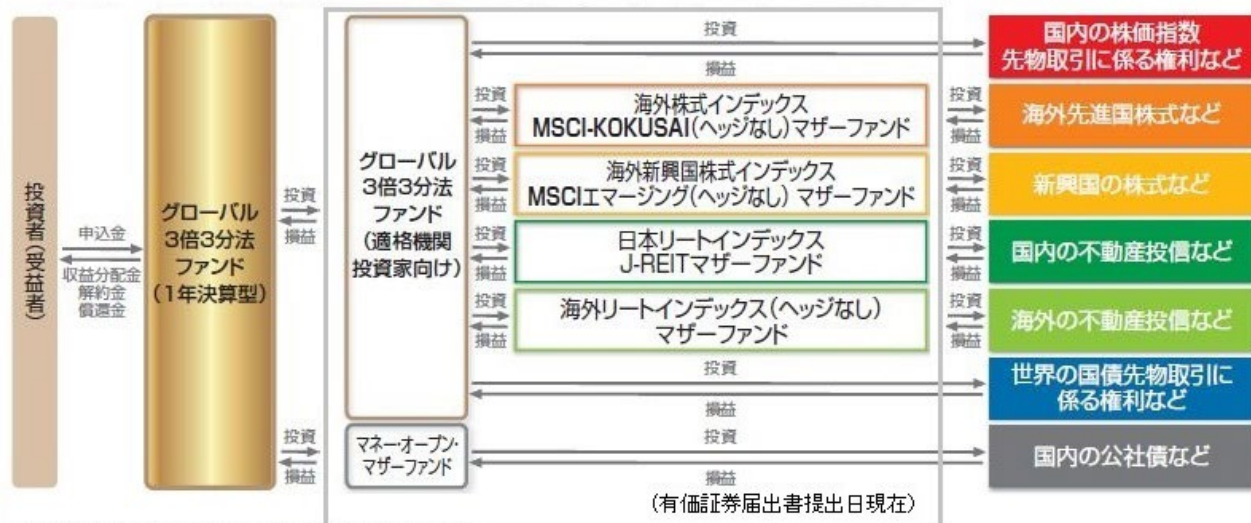 投資者(受益者)
申込金
収益分配金
解約金
償還金
グローバル
3倍3分法
ファンド
(1年決算型)
投資
損益
投資
損益
グローバル
3倍3分法
ファンド
(適格機関
投資家向け)
マネー・オープン・
マザーファンド
投資
損益
国内の株価指数
先物取引に係る権利など
投資
損益
海外株式インデックス
MSCI-KOKUSAI(ヘッジなし)マザーファンド
投資
損益
海外先進国株式など
投資
損益
海外新興国株式インデックス
MSCIエマージング(ヘッジなし) マザーファンド
投資
損益
新興国の株式など
投資
損益
日本リートインデックス
J-REITマザーファンド
投資
損益
国内の不動産投信など
投資
損益
海外リートインデックス(ヘッジなし)
マザーファンド
投資
損益
海外の不動産投信など
投資
損益
世界の国債先物取引に
係る権利など
投資
損益
国内の公社債など
(有価証券届出書提出日現在)